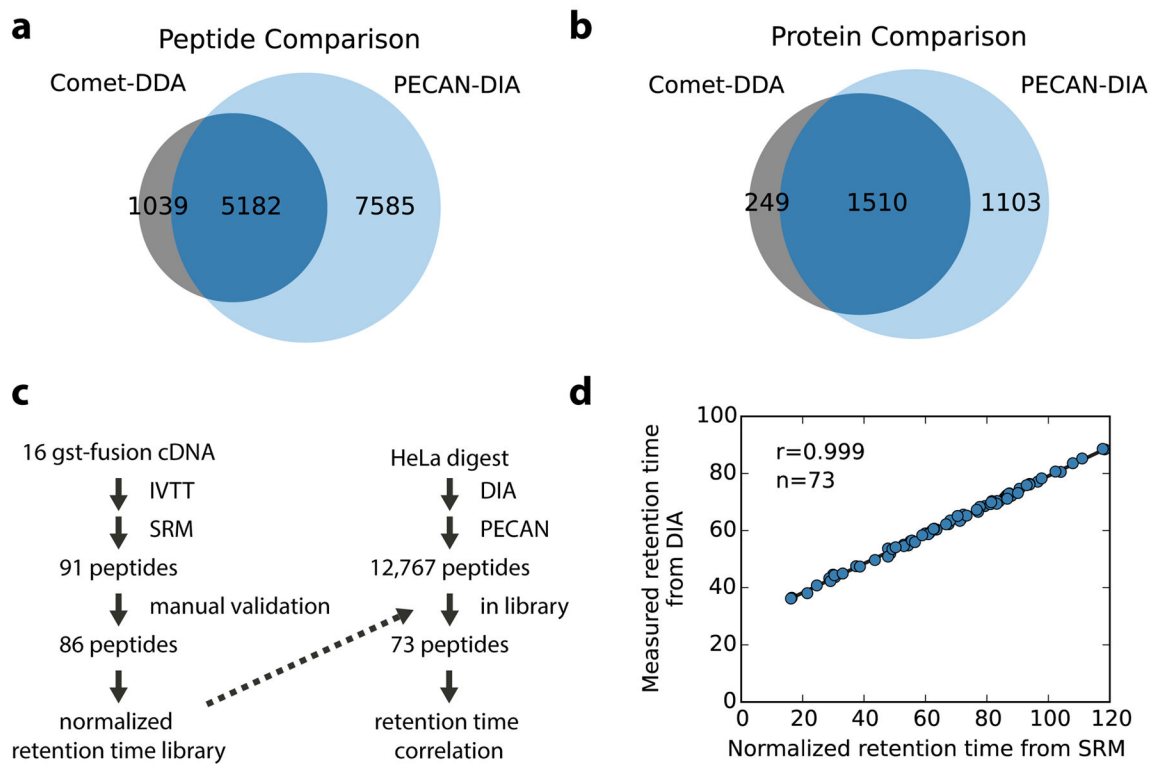 a
Peptide Comparison
Comet-DDA
PECAN-DIA
1039
5182
7585
b
Protein Comparison
Comet-DDA
PECAN-DIA
249
1510
1103
c
16 gst-fusion cDNA
IVTT
SRM
91 peptides
manual validation
86 peptides
normalized
retention time library
HeLa digest
DIA
PECAN
12,767 peptides
in library
73 peptides
retention time
correlation
d
Measured retention time
from DIA
100
80
60
40
20
0
r=0.999
n=73
0 20 40 60 80 100 120
Normalized retention time from SRM